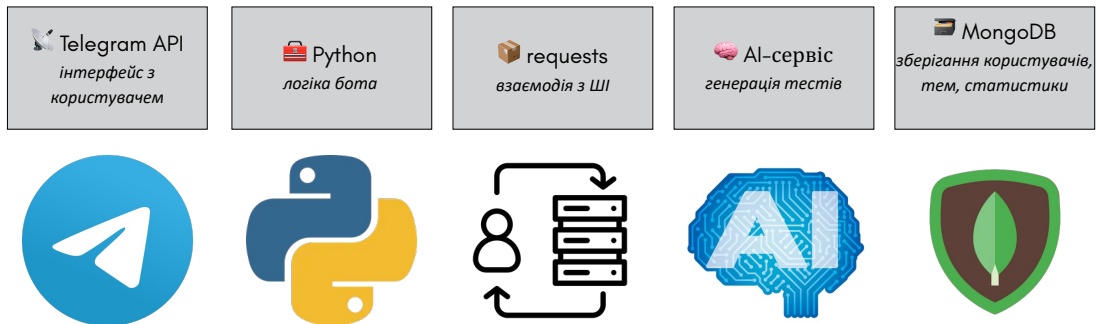 Telegram API
інтерфейс з
користувачем
Python
логіка бота
requests
взаємодія з ШІ
AI-сервіс
генерація тестів
MongoDB
зберігання користувачів,
тем, статистики
AI